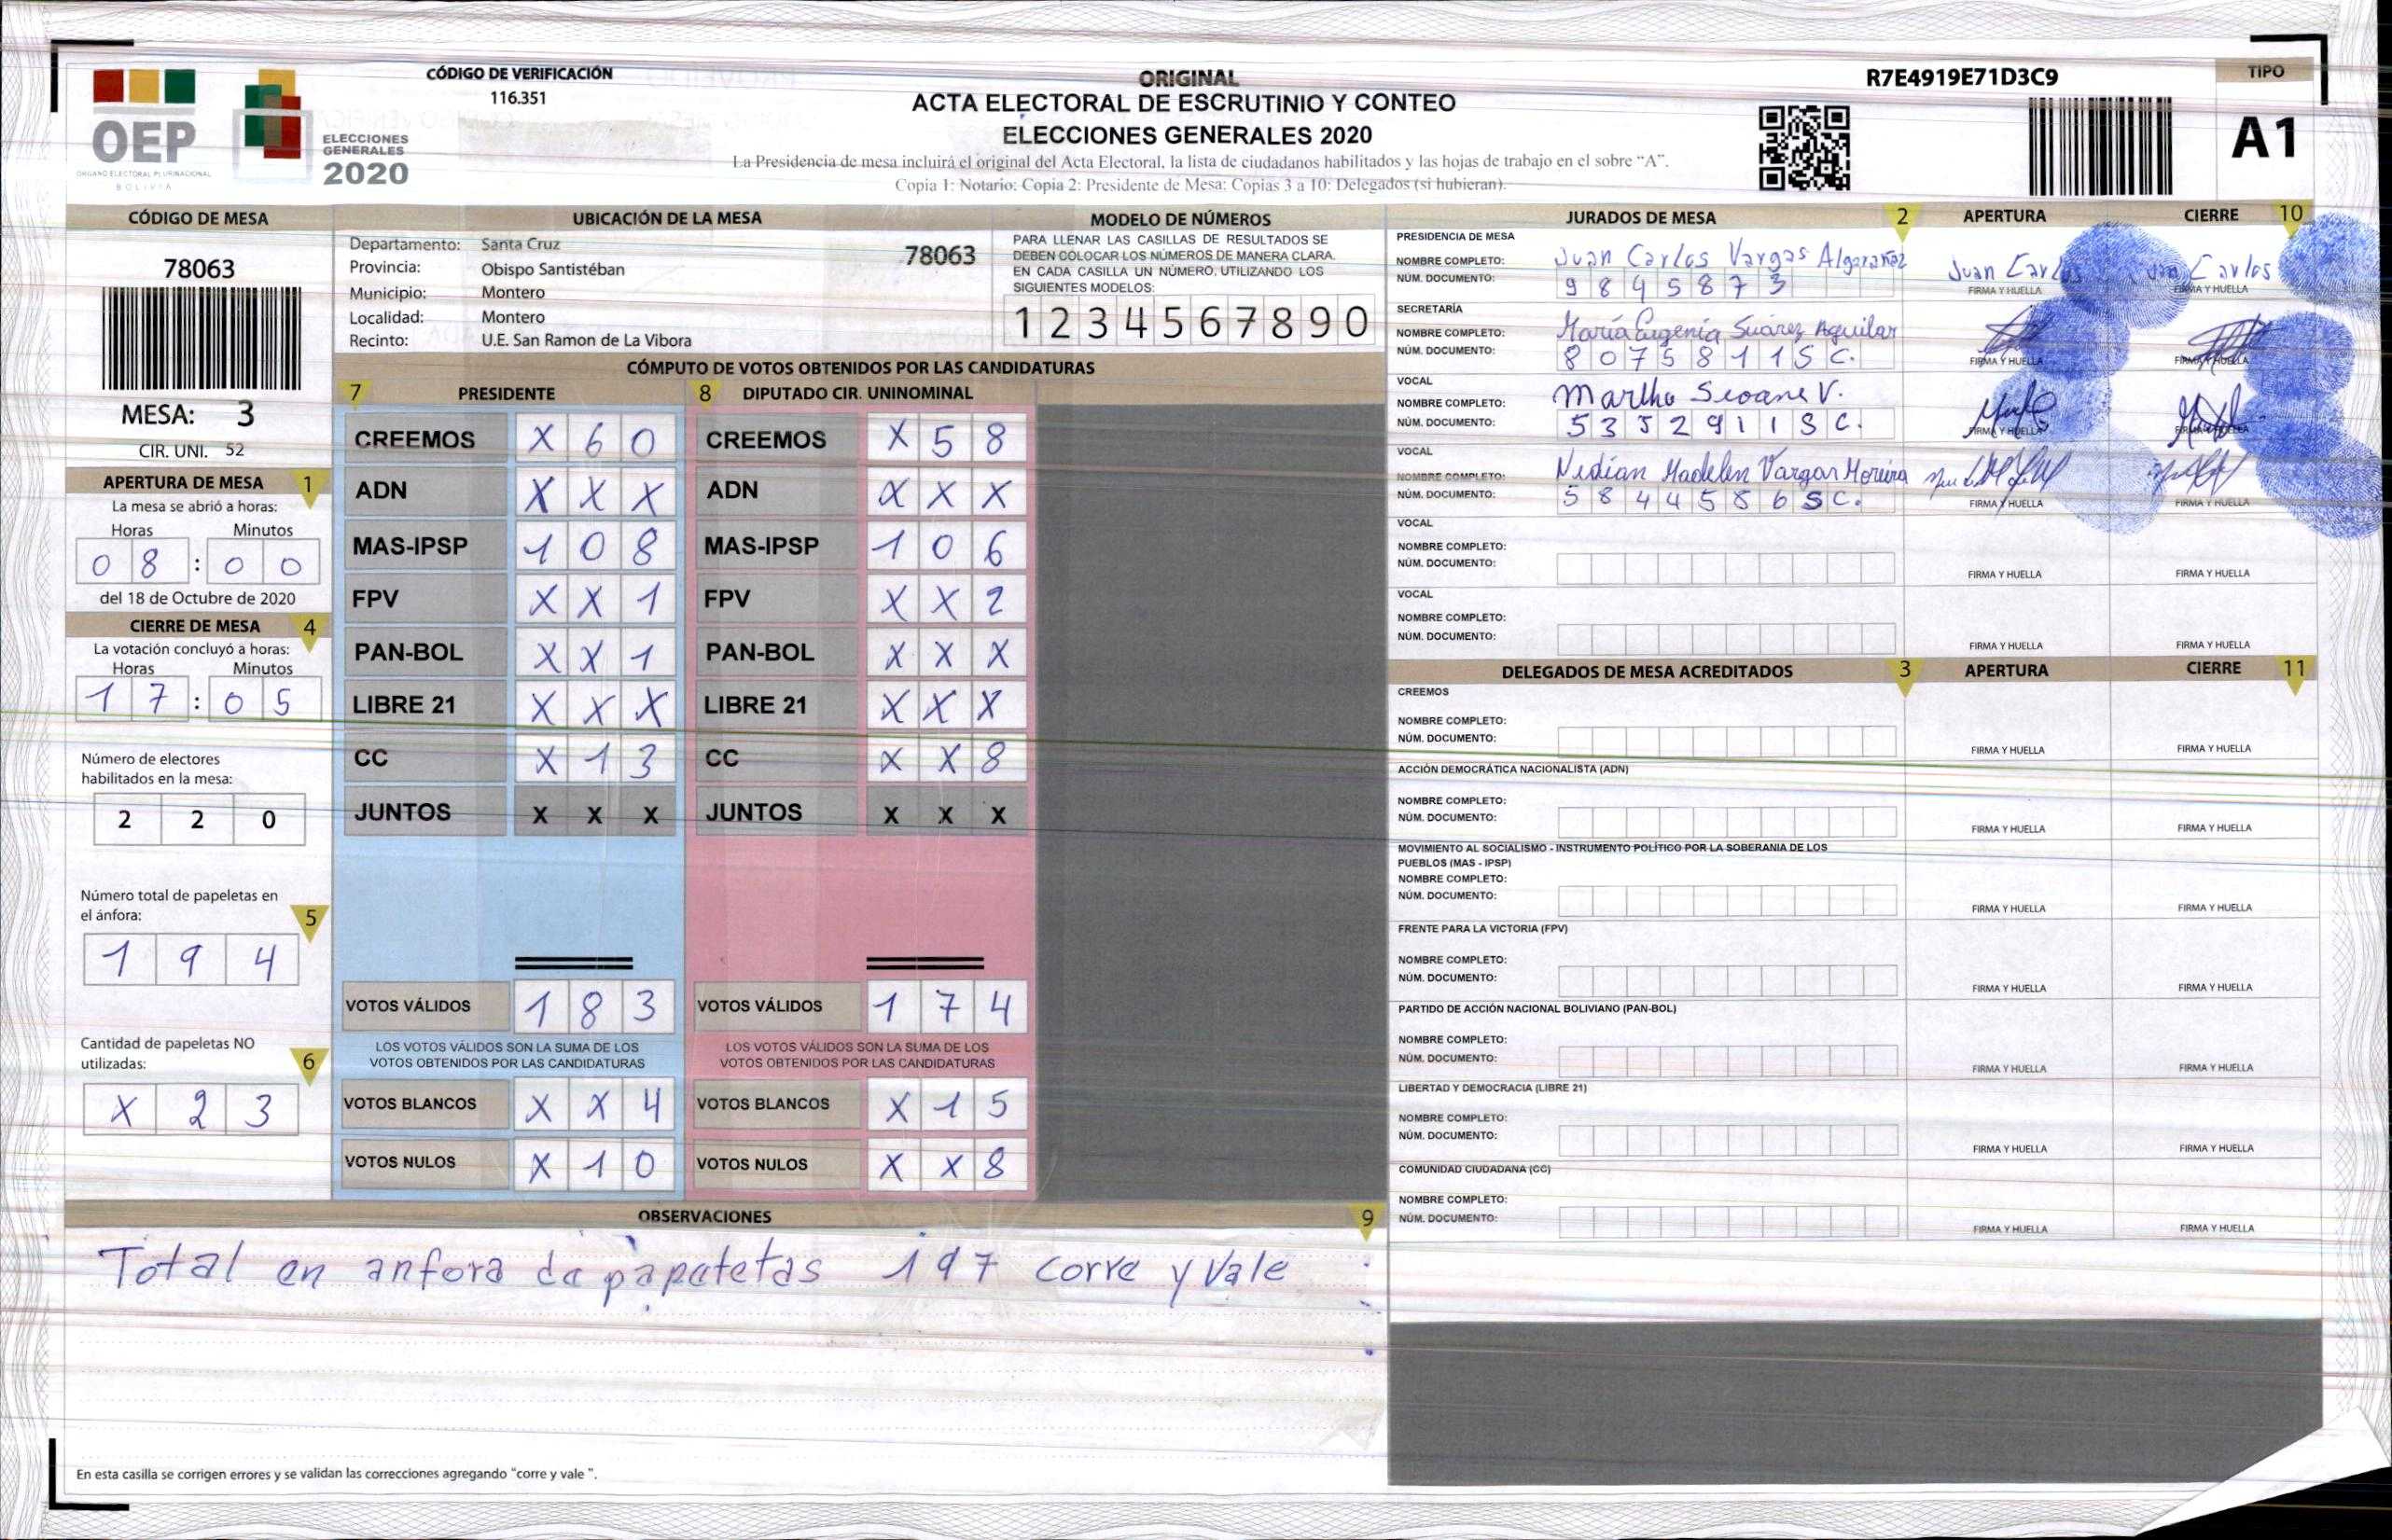 CÓDIGO DE VERIFICACIÓN
116.351
ORIGINAL
ACTA ELECTORAL DE ESCRUTINIO Y CONTEO
ELECCIONES GENERALES 2020
La Presidencia de mesa incluirá el original del Acta Electoral, la lista de ciudadanos habilitados y las hojas de trabajo en el sobre "A".
Copia 1: Notario; Copia 2: Presidente de Mesa; Copias 3 a 10: Delegados (si hubieran).
R7E4919E71D3C9
TIPO
A1
OEP
ÓRGANO ELECTORAL PLURINACIONAL
BOLIVIA
ELECCIONES
GENERALES
2020
CÓDIGO DE MESA
78063
MESA: 3
CIR. UNI. 52
APERTURA DE MESA 1
La mesa se abrió a horas:
Horas Minutos
0 8 : 0 0
del 18 de Octubre de 2020
CIERRE DE MESA 4
La votación concluyó a horas:
Horas Minutos
1 7 : 0 5
Número de electores
habilitados en la mesa:
2 2 0
Número total de papeletas en
el ánfora: 5
1 9 4
Cantidad de papeletas NO
utilizadas: 6
X 2 3
UBICACIÓN DE LA MESA
Departamento: Santa Cruz 78063
Provincia: Obispo Santistéban
Municipio: Montero
Localidad: Montero
Recinto: U.E. San Ramon de La Vibora
MODELO DE NÚMEROS
PARA LLENAR LAS CASILLAS DE RESULTADOS SE
DEBEN COLOCAR LOS NÚMEROS DE MANERA CLARA.
EN CADA CASILLA UN NÚMERO, UTILIZANDO LOS
SIGUIENTES MODELOS:
1 2 3 4 5 6 7 8 9 0
CÓMPUTO DE VOTOS OBTENIDOS POR LAS CANDIDATURAS
7 PRESIDENTE 8 DIPUTADO CIR. UNINOMINAL
CREEMOS X 6 0 CREEMOS X 5 8
ADN X X X ADN X X X
MAS-IPSP 1 0 8 MAS-IPSP 1 0 6
FPV X X 1 FPV X X 2
PAN-BOL X X 1 PAN-BOL X X X
LIBRE 21 X X X LIBRE 21 X X X
CC X 1 3 CC X X 8
JUNTOS X X X JUNTOS X X X
VOTOS VÁLIDOS 1 8 3 VOTOS VÁLIDOS 1 7 4
LOS VOTOS VÁLIDOS SON LA SUMA DE LOS LOS VOTOS VÁLIDOS SON LA SUMA DE LOS
VOTOS OBTENIDOS POR LAS CANDIDATURAS VOTOS OBTENIDOS POR LAS CANDIDATURAS
VOTOS BLANCOS X X 4 VOTOS BLANCOS X 1 5
VOTOS NULOS X 1 0 VOTOS NULOS X X 8
OBSERVACIONES 9
Total en anfora de papetetas 197 corre y vale
En esta casilla se corrigen errores y se validan las correcciones agregando "corre y vale ".
JURADOS DE MESA 2 APERTURA CIERRE 10
PRESIDENCIA DE MESA
NOMBRE COMPLETO: Juan Carlos Vargas Algarañaz Juan Carlos Juan Carlos
NÚM. DOCUMENTO: 9 8 4 5 8 7 3 FIRMA Y HUELLA FIRMA Y HUELLA
SECRETARÍA
NOMBRE COMPLETO: María Eugenia Suárez Aguilar
NÚM. DOCUMENTO: 8 0 7 5 8 1 1 S C. FIRMA Y HUELLA FIRMA Y HUELLA
VOCAL
NOMBRE COMPLETO: Martha Seoane V.
NÚM. DOCUMENTO: 5 3 5 2 9 1 1 S C. FIRMA Y HUELLA FIRMA Y HUELLA
VOCAL
NOMBRE COMPLETO: Nidian Madelen Vargas Moreira
NÚM. DOCUMENTO: 5 8 4 4 5 8 6 S C. FIRMA Y HUELLA FIRMA Y HUELLA
VOCAL
NOMBRE COMPLETO:
NÚM. DOCUMENTO: FIRMA Y HUELLA FIRMA Y HUELLA
VOCAL
NOMBRE COMPLETO:
NÚM. DOCUMENTO: FIRMA Y HUELLA FIRMA Y HUELLA
DELEGADOS DE MESA ACREDITADOS 3 APERTURA CIERRE 11
CREEMOS
NOMBRE COMPLETO:
NÚM. DOCUMENTO: FIRMA Y HUELLA FIRMA Y HUELLA
ACCIÓN DEMOCRÁTICA NACIONALISTA (ADN)
NOMBRE COMPLETO:
NÚM. DOCUMENTO: FIRMA Y HUELLA FIRMA Y HUELLA
MOVIMIENTO AL SOCIALISMO - INSTRUMENTO POLÍTICO POR LA SOBERANIA DE LOS
PUEBLOS (MAS - IPSP)
NOMBRE COMPLETO:
NÚM. DOCUMENTO: FIRMA Y HUELLA FIRMA Y HUELLA
FRENTE PARA LA VICTORIA (FPV)
NOMBRE COMPLETO:
NÚM. DOCUMENTO: FIRMA Y HUELLA FIRMA Y HUELLA
PARTIDO DE ACCIÓN NACIONAL BOLIVIANO (PAN-BOL)
NOMBRE COMPLETO:
NÚM. DOCUMENTO: FIRMA Y HUELLA FIRMA Y HUELLA
LIBERTAD Y DEMOCRACIA (LIBRE 21)
NOMBRE COMPLETO:
NÚM. DOCUMENTO: FIRMA Y HUELLA FIRMA Y HUELLA
COMUNIDAD CIUDADANA (CC)
NOMBRE COMPLETO:
NÚM. DOCUMENTO: FIRMA Y HUELLA FIRMA Y HUELLA